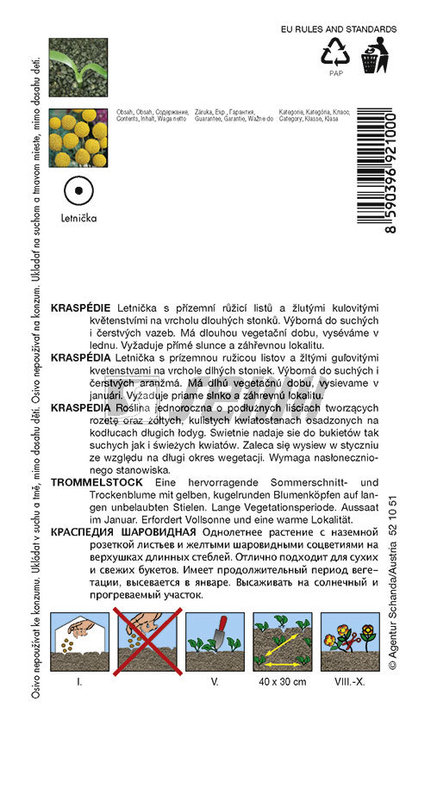 EU RULES AND STANDARDS
PAP
Obsah, Obsah, Содержание,
Contents, Inhalt, Waga netto
Záruka, Exp., Гарантия,
Guarantee, Garantie, Ważne do
Kategorie, Kategória, Класс,
Category, Klasse, Klasa
8 590396 921000
Letnička
Osivo nepoužívat ke konzumu. Ukládat v suchu a tmě, mimo dosahu dětí. Osivo nepoužívať na konzum. Ukladať na suchom a tmavom mieste, mimo dosahu detí.
KRASPÉDIE Letnička s přízemní růžicí listů a žlutými kulovitými
květenstvími na vrcholu dlouhých stonků. Výborná do suchých
i čerstvých vazeb. Má dlouhou vegetační dobu, vyséváme v
lednu. Vyžaduje přímé slunce a záhřevnou lokalitu.
KRASPÉDIA Letnička s prízemnou ružicou listov a žltými guľovitými
kvetenstvami na vrchole dlhých stoniek. Výborná do suchých i
čerstvých aranžmá. Má dlhú vegetačnú dobu, vysievame v
januári. Vyžaduje priame slnko a záhrevnú lokalitu.
KRASPEDIA Roślina jednoroczna o podłużnych liściach tworzących
rozetę oraz żółtych, kulistych kwiatostanach osadzonych na
kodłucach długich łodyg. Swietnie nadaje sie do bukietów tak
suchych jak i świeżych kwiatów. Zaleca się wysiew w styczniu
ze względu na długi okres wegetacji. Wymaga nasłoneczni-
onego stanowiska.
TROMMELSTOCK Eine hervorragende Sommerschnitt- und
Trockenblume mit gelben, kugelrunden Blumenköpfen auf lan-
gen unbelaubten Stielen. Lange Vegetationsperiode. Aussaat
im Januar. Erfordert Vollsonne und eine warme Lokalität.
КРАСПЕДИЯ ШАРОВИДНАЯ Однолетнее растение с наземной
розеткой листьев и желтыми шаровидными соцветиями на
верхушках длинных стеблей. Отлично подходит для сухих
и свежих букетов. Имеет продолжительный период веге-
тации, высевается в январе. Высаживать на солнечный и
прогреваемый участок.
I.
V.
40 x 30 cm
VIII.-X.
© Agentur Schanda/Austria 52 10 51